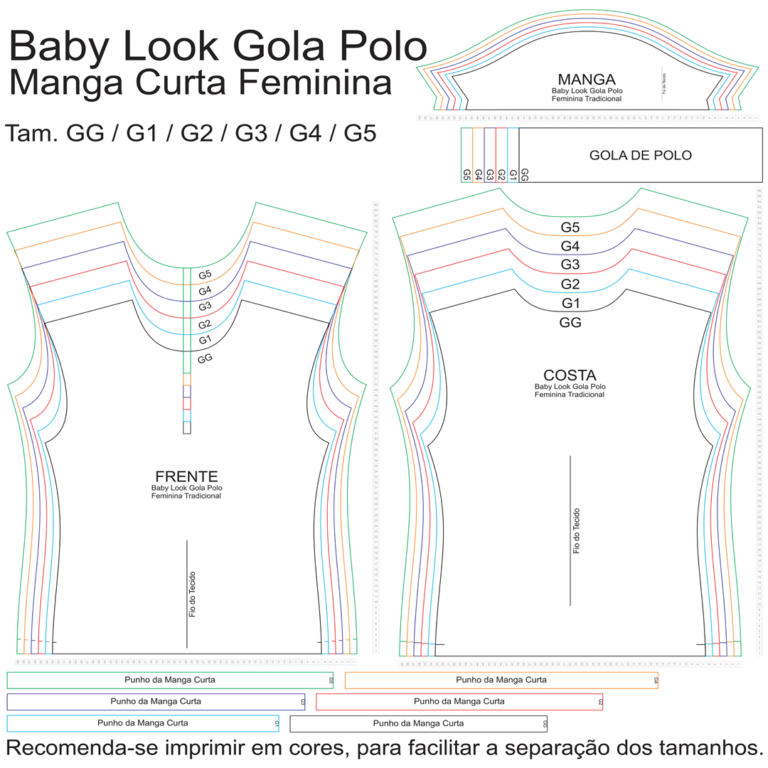 Baby Look Gola Polo
Manga Curta Feminina
Tam. GG / G1 / G2 / G3 / G4 / G5
MANGA
Baby Look Gola Polo
Feminina Tradicional
G5
G4
G3
G2
G1
GG
GOLA DE POLO
G5
G4
G3
G2
G1
GG
G5
G4
G3
G2
G1
GG
COSTA
Baby Look Gola Polo
Feminina Tradicional
FRENTE
Baby Look Gola Polo
Feminina Tradicional
Fio do Tecido
Fio do Tecido
Punho da Manga Curta
Punho da Manga Curta
Punho da Manga Curta
Punho da Manga Curta
Punho da Manga Curta
Punho da Manga Curta
Recomenda-se imprimir em cores, para facilitar a separação dos tamanhos.